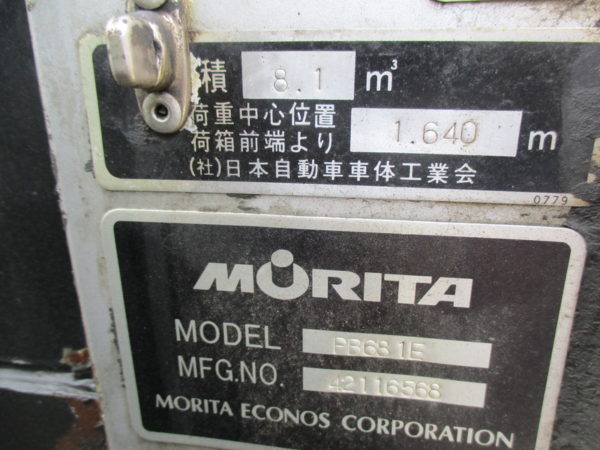 積 8.1 m³
荷重中心位置
荷箱前端より 1.640 m
(社)日本自動車車体工業会
0779
MORITA
MODEL
MFG.NO. 42116568
MORITA ECONOS CORPORATION